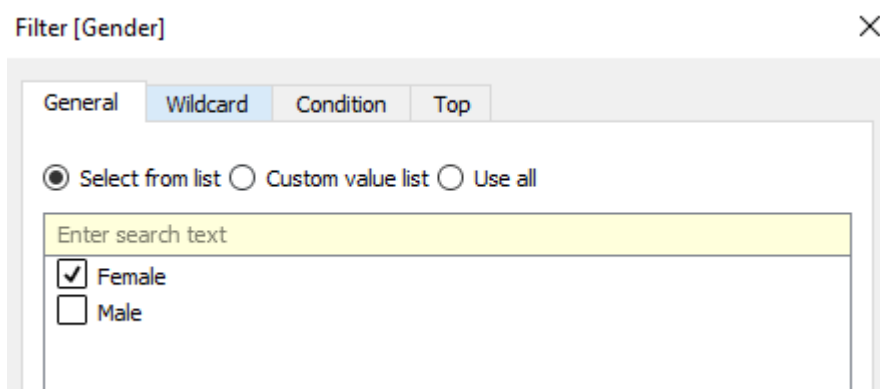 Filter [Gender]
General Wildcard Condition Top
Select from list Custom value list Use all
Enter search text
Female
Male